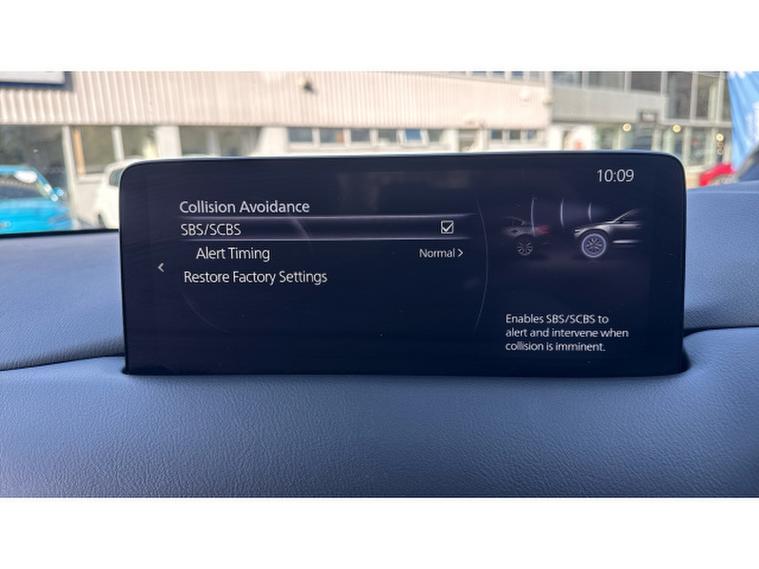 10:09
Collision Avoidance
SBS/SCBS
Alert Timing
Normal
Restore Factory Settings
Enables SBS/SCBS to
alert and intervene when
collision is imminent.